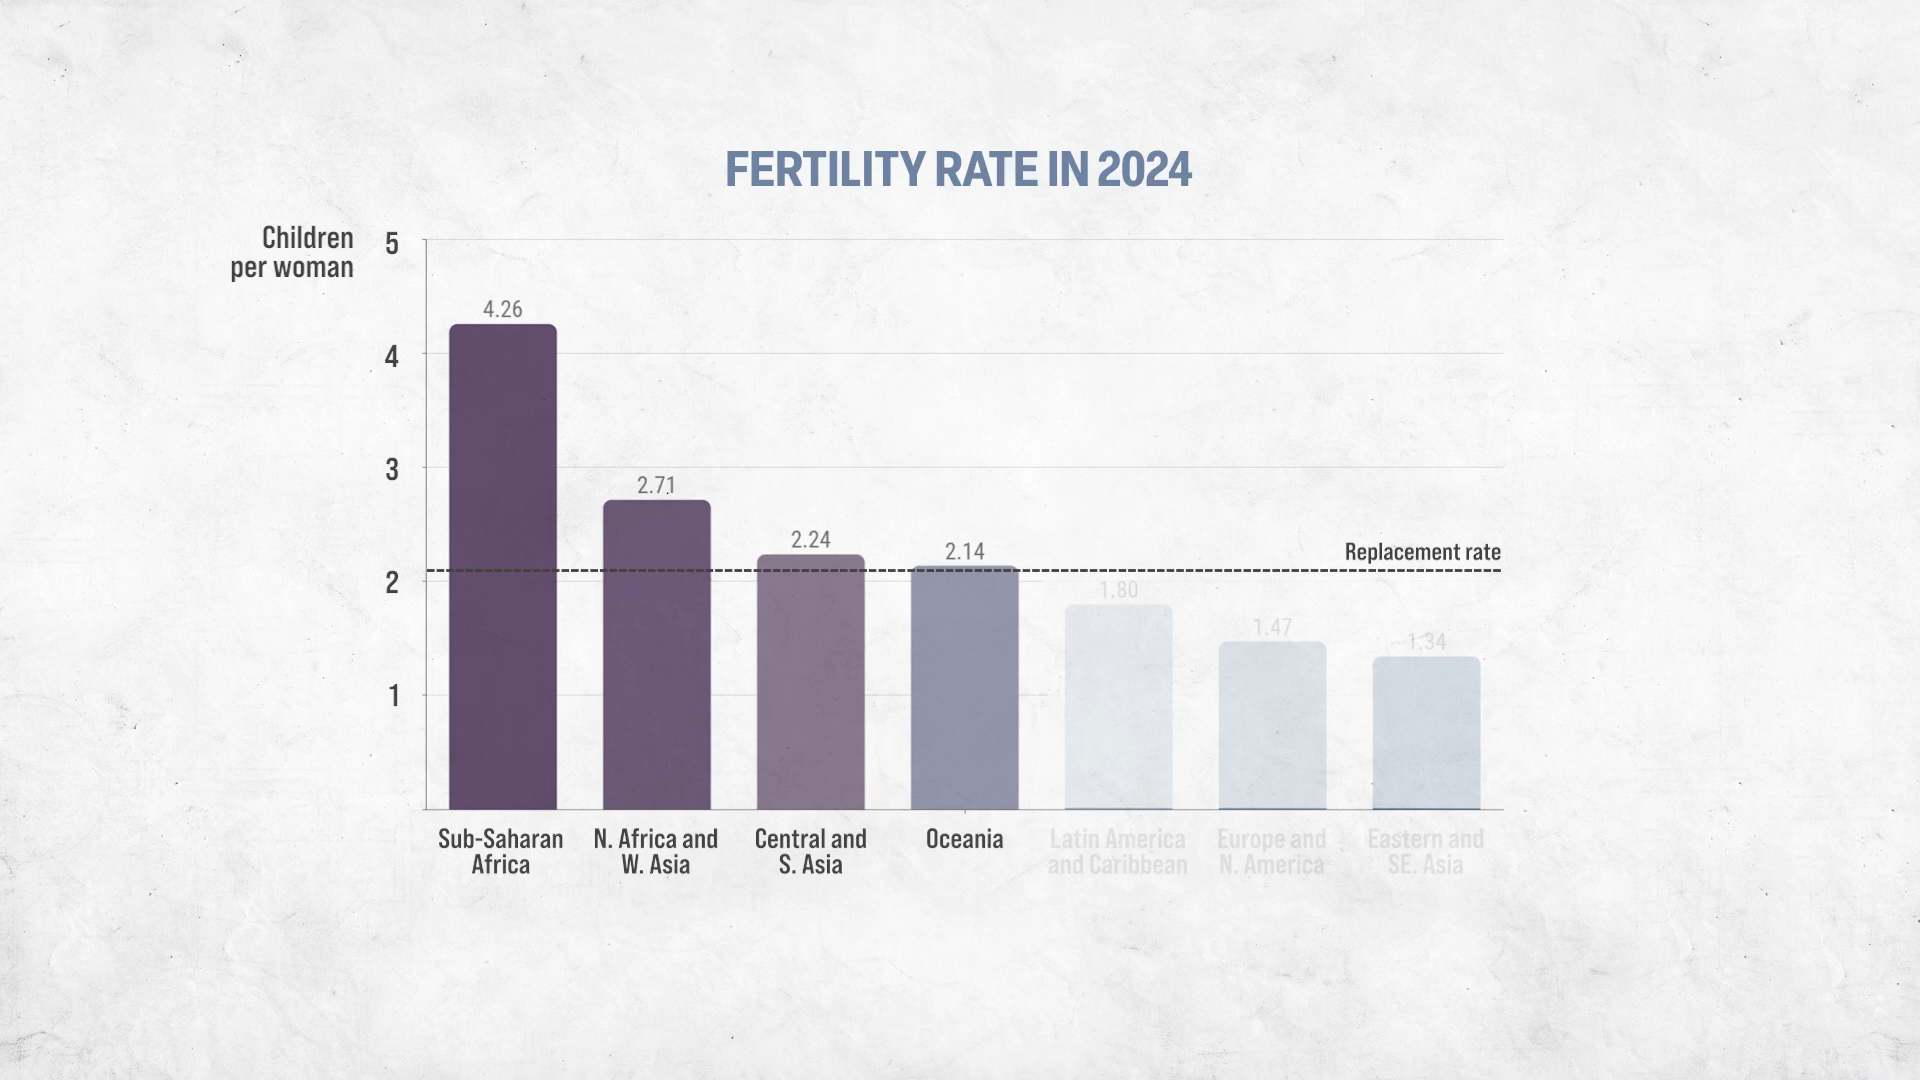 FERTILITY RATE IN 2024
Children
per woman
5
4
3
2
1
4.26
2.71
2.24
2.14
1.80
1.47
1.34
Replacement rate
Sub-Saharan
Africa
N. Africa and
W. Asia
Central and
S. Asia
Oceania
Latin America
and Caribbean
Europe and
N. America
Eastern and
SE. Asia